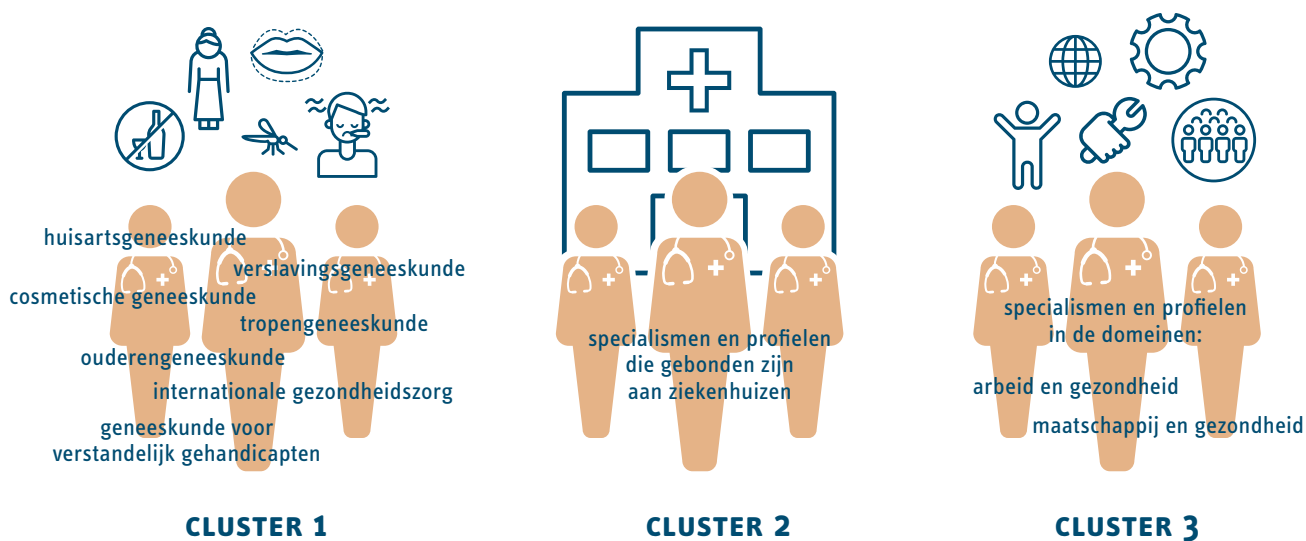 huisartsgeneeskunde
verslavingsgeneeskunde
cosmetische geneeskunde
tropengeneeskunde
ouderengeneeskunde
internationale gezondheidszorg
geneeskunde voor
verstandelijk gehandicapten
CLUSTER 1
specialismen en profielen
die gebonden zijn
aan ziekenhuizen
CLUSTER 2
specialismen en profielen
in de domeinen:
arbeid en gezondheid
maatschappij en gezondheid
CLUSTER 3